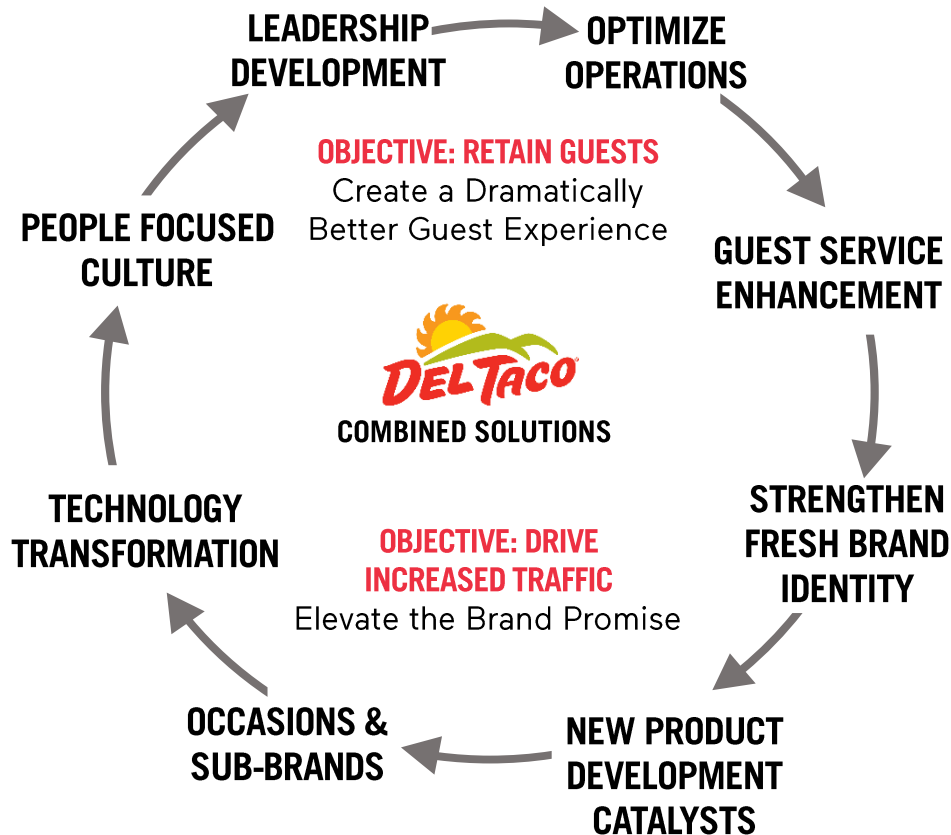 LEADERSHIP
DEVELOPMENT
OPTIMIZE
OPERATIONS
OBJECTIVE: RETAIN GUESTS
Create a Dramatically
Better Guest Experience
PEOPLE FOCUSED
CULTURE
GUEST SERVICE
ENHANCEMENT
DEL TACO
COMBINED SOLUTIONS
STRENGTHEN
FRESH BRAND
IDENTITY
TECHNOLOGY
TRANSFORMATION
OBJECTIVE: DRIVE
INCREASED TRAFFIC
Elevate the Brand Promise
OCCASIONS &
SUB-BRANDS
NEW PRODUCT
DEVELOPMENT
CATALYSTS